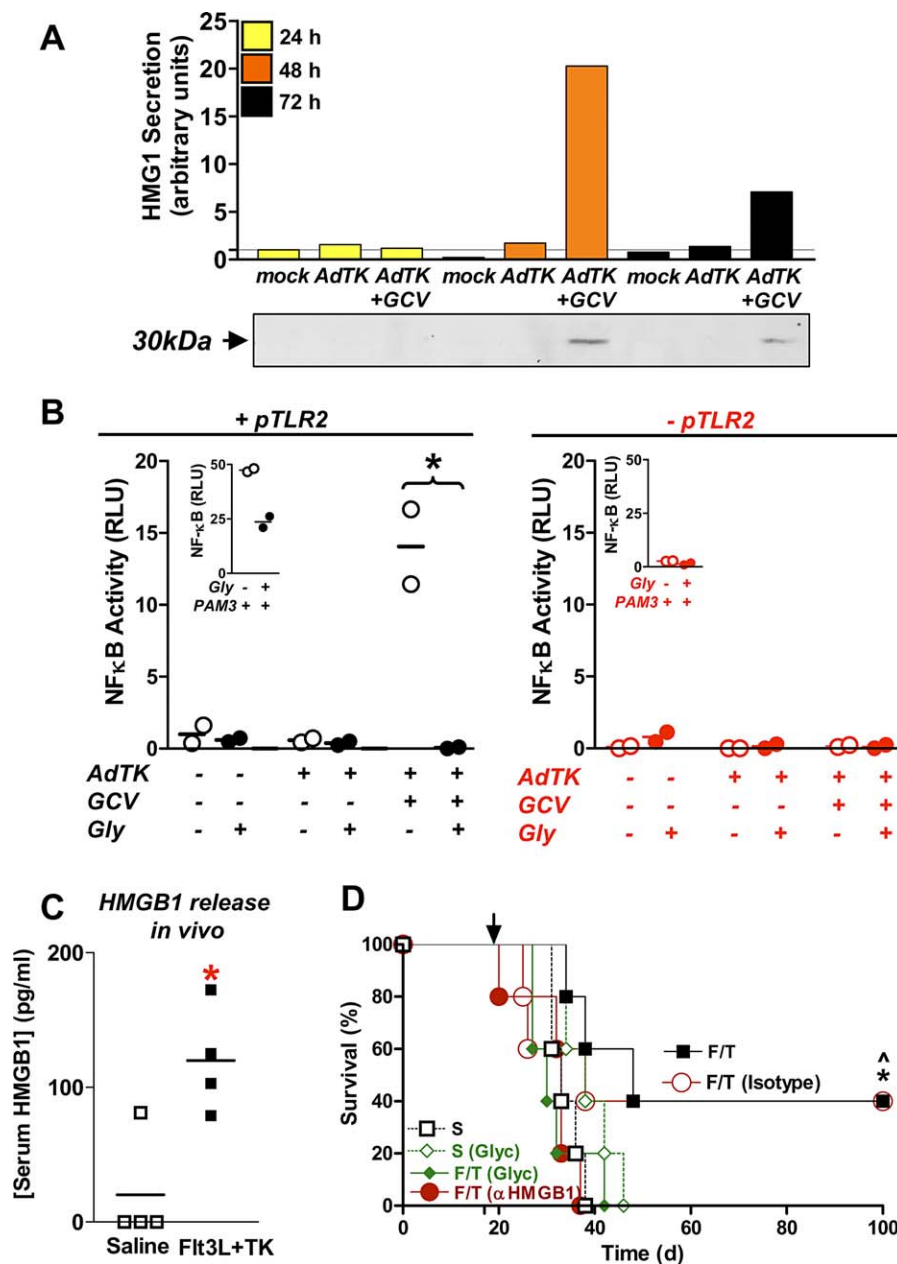 A
HMG1 Secretion
(arbitrary units)
25
20
15
10
5
0
24 h
48 h
72 h
mock AdTK AdTK +GCV mock AdTK AdTK +GCV mock AdTK AdTK +GCV
30kDa
B
+ pTLR2
NFκB Activity (RLU)
20
15
10
5
0
NF-κB (RLU)
50
25
0
Gly - +
PAM3 + +
*
AdTK - - + + + +
GCV - - - - + +
Gly - + - + - +
- pTLR2
NFκB Activity (RLU)
20
15
10
5
0
NF-κB (RLU)
50
25
0
Gly - +
PAM3 + +
AdTK - - + + + +
GCV - - - - + +
Gly - + - + - +
C
HMGB1 release
in vivo
[Serum HMGB1] (pg/ml)
200
100
0
*
Saline Flt3L+TK
D
Survival (%)
100
80
60
40
20
0
F/T
F/T (Isotype)
^
*
S
S (Glyc)
F/T (Glyc)
F/T (αHMGB1)
0 20 40 60 80 100
Time (d)